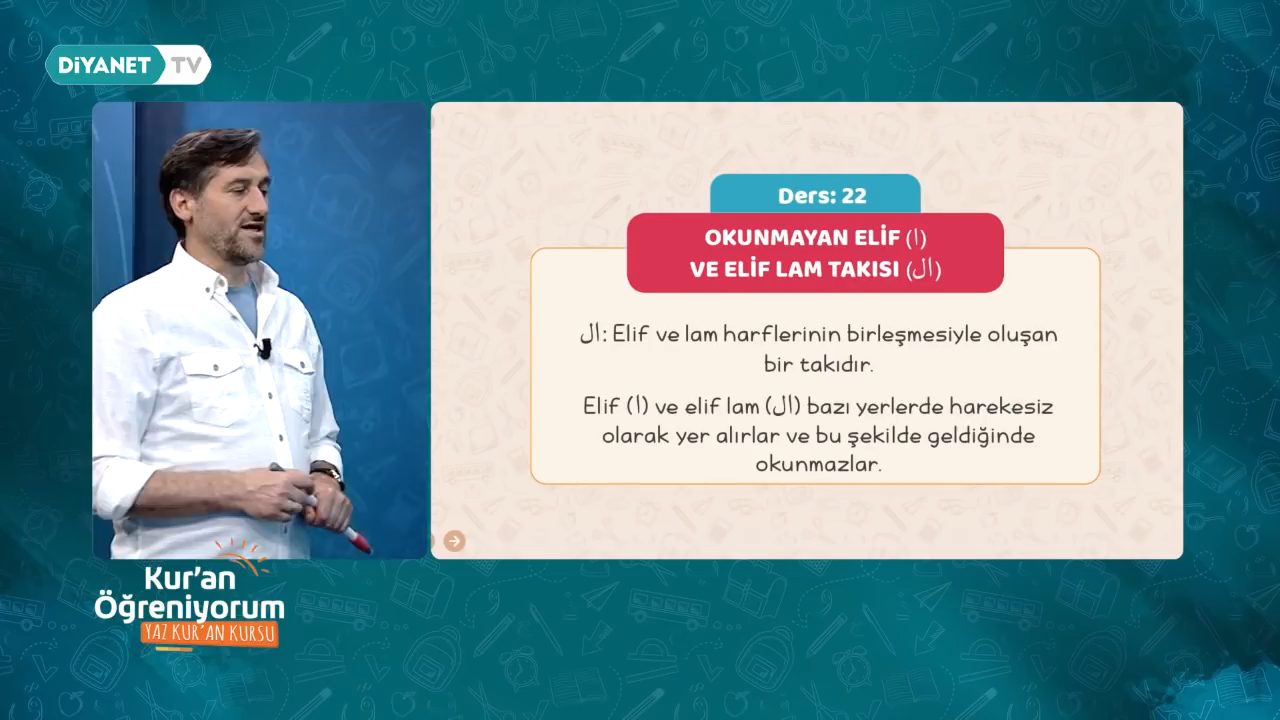 DiYANET TV
Ders: 22
OKUNMAYAN ELİF (ا)
VE ELİF LAM TAKISI (ال)
ال: Elif ve lam harflerinin birleşmesiyle oluşan
bir takıdır.
Elif (ا) ve elif lam (ال) bazı yerlerde harekesiz
olarak yer alırlar ve bu şekilde geldiğinde
okunmazlar.
Kur'an
Öğreniyorum
YAZ KUR'AN KURSU